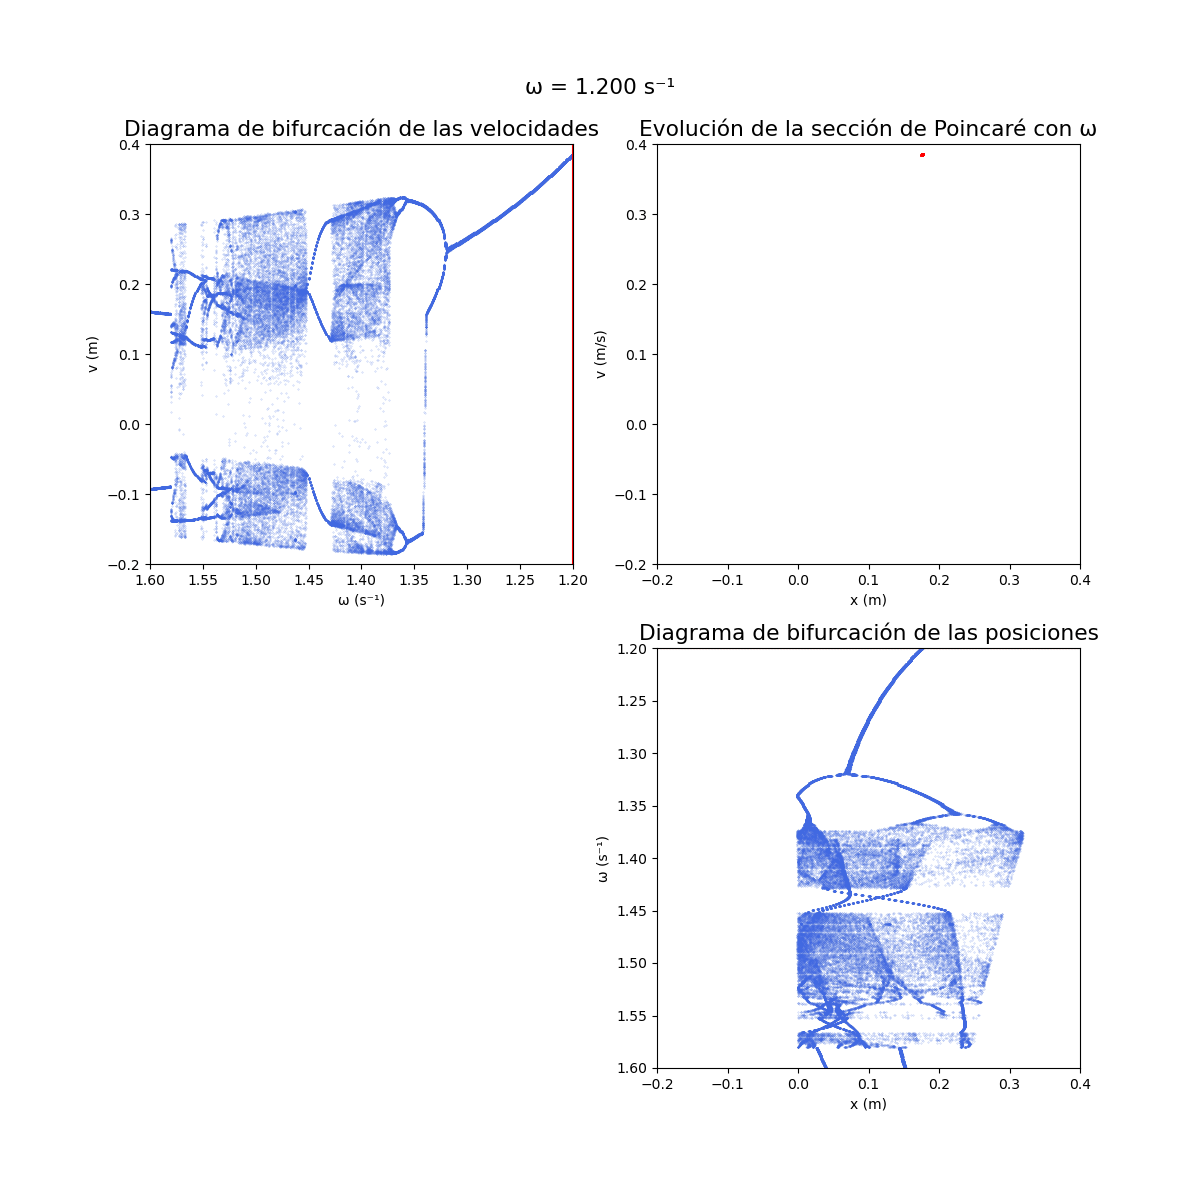 ω = 1.200 s⁻¹
Diagrama de bifurcación de las velocidades
0.4
0.3
0.2
0.1
0.0
−0.1
−0.2
v (m)
1.60 1.55 1.50 1.45 1.40 1.35 1.30 1.25 1.20
ω (s⁻¹)
Evolución de la sección de Poincaré con ω
0.4
0.3
0.2
0.1
0.0
−0.1
−0.2
v (m/s)
−0.2 −0.1 0.0 0.1 0.2 0.3 0.4
x (m)
Diagrama de bifurcación de las posiciones
1.20
1.25
1.30
1.35
1.40
1.45
1.50
1.55
1.60
ω (s⁻¹)
−0.2 −0.1 0.0 0.1 0.2 0.3 0.4
x (m)